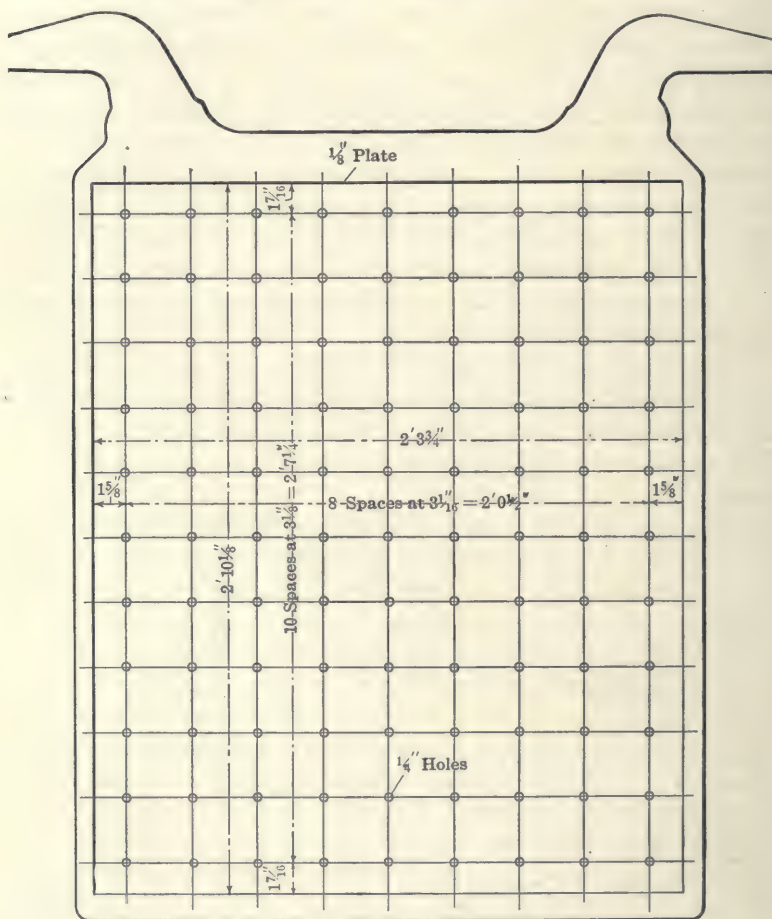 1/8" Plate
1 7/16"
2' 3 3/4"
1 5/8"
8 Spaces at 3 1/16" = 2' 0 1/2"
1 5/8"
2' 10 1/8"
10 Spaces at 3 1/8" = 2' 7 1/4"
1/4" Holes
1 7/16"